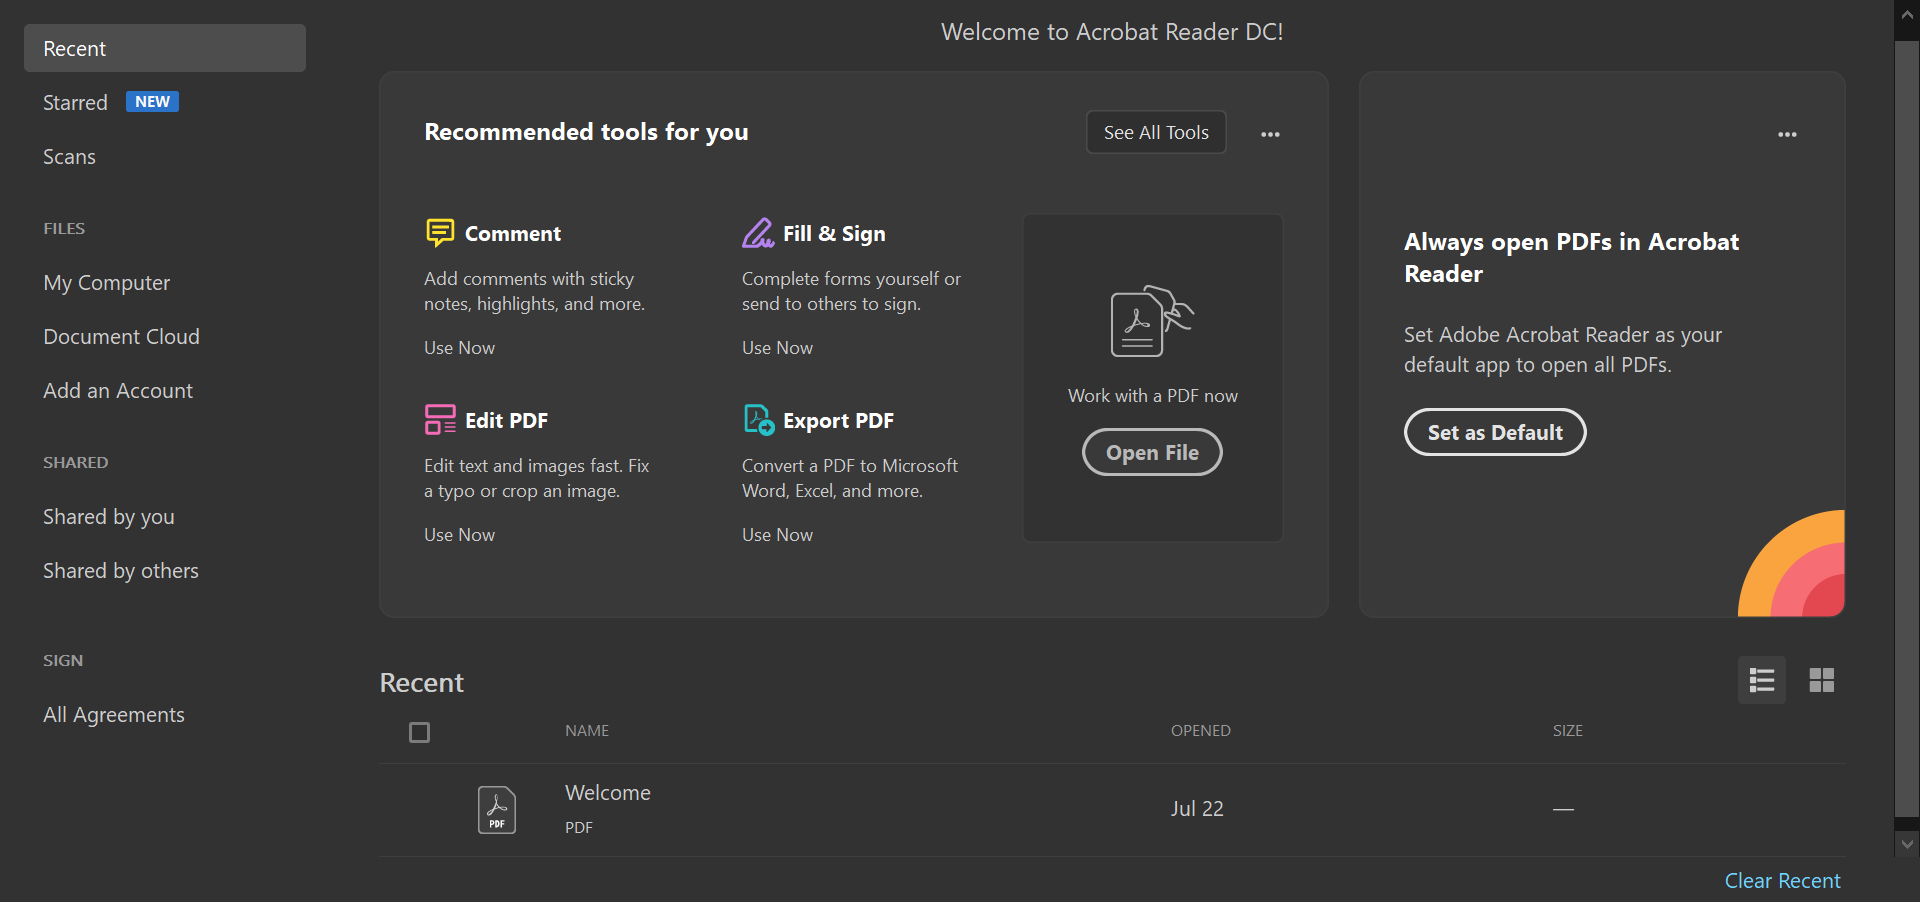 Welcome to Acrobat Reader DC!
Recent
Starred NEW
Scans
FILES
My Computer
Document Cloud
Add an Account
SHARED
Shared by you
Shared by others
SIGN
All Agreements
Recommended tools for you
See All Tools
Comment
Add comments with sticky
notes, highlights, and more.
Use Now
Fill & Sign
Complete forms yourself or
send to others to sign.
Use Now
Edit PDF
Edit text and images fast. Fix
a typo or crop an image.
Use Now
Export PDF
Convert a PDF to Microsoft
Word, Excel, and more.
Use Now
Work with a PDF now
Open File
Always open PDFs in Acrobat
Reader
Set Adobe Acrobat Reader as your
default app to open all PDFs.
Set as Default
Recent
NAME OPENED SIZE
PDF
Welcome
PDF
Jul 22 —
Clear Recent